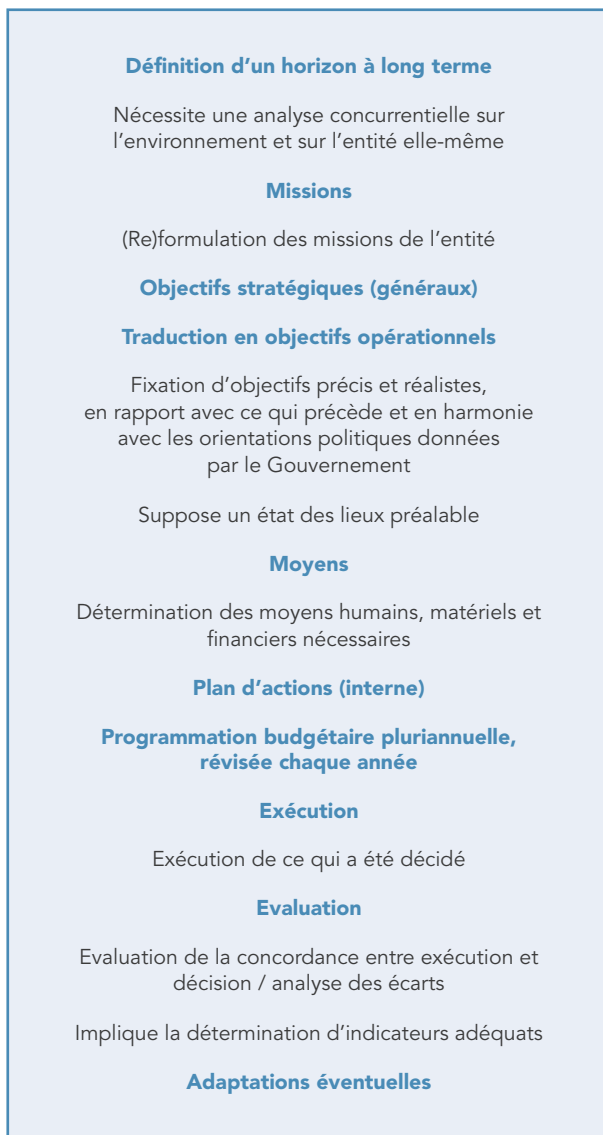 Définition d’un horizon à long terme
Nécessite une analyse concurrentielle sur
l’environnement et sur l’entité elle-même
Missions
(Re)formulation des missions de l’entité
Objectifs stratégiques (généraux)
Traduction en objectifs opérationnels
Fixation d’objectifs précis et réalistes,
en rapport avec ce qui précède et en harmonie
avec les orientations politiques données
par le Gouvernement
Suppose un état des lieux préalable
Moyens
Détermination des moyens humains, matériels et
financiers nécessaires
Plan d’actions (interne)
Programmation budgétaire pluriannuelle,
révisée chaque année
Exécution
Exécution de ce qui a été décidé
Evaluation
Evaluation de la concordance entre exécution et
décision / analyse des écarts
Implique la détermination d’indicateurs adéquats
Adaptations éventuelles